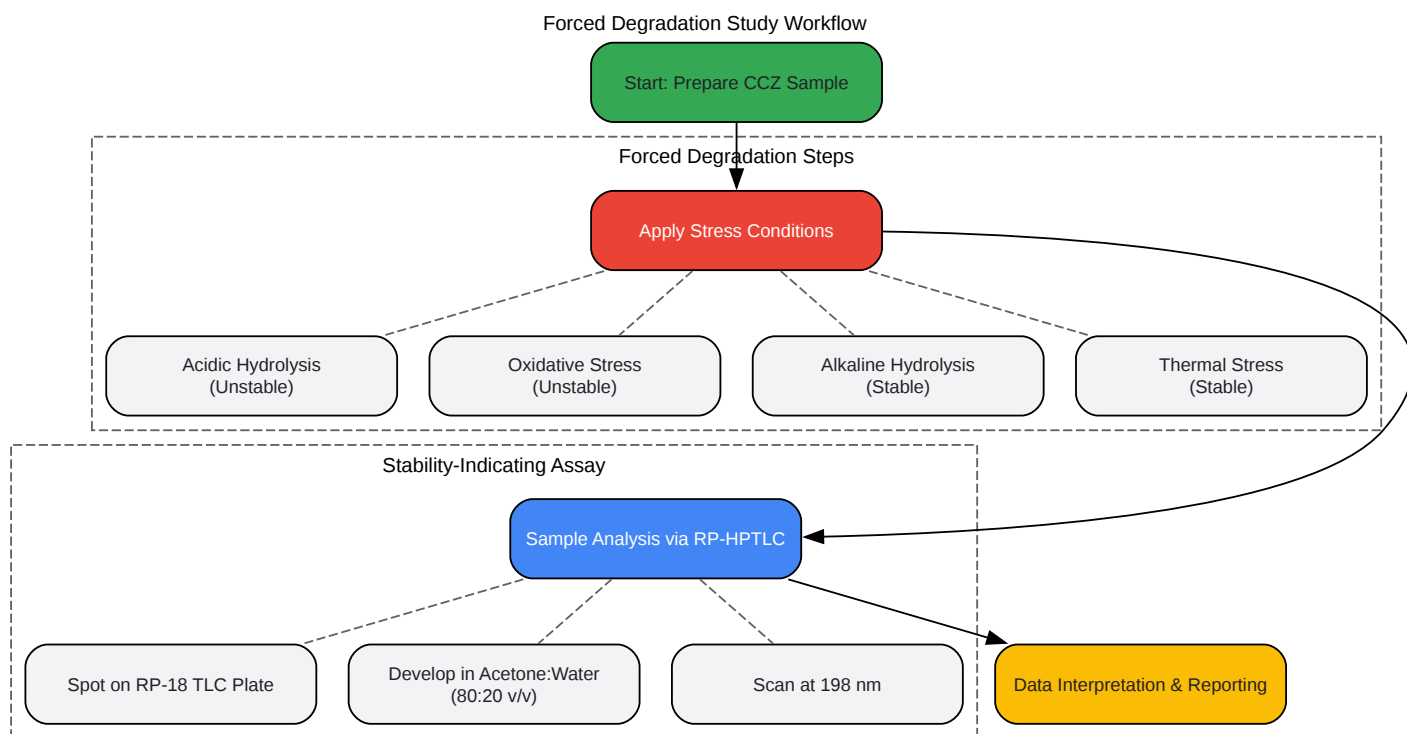 Forced Degradation Study Workflow
Start: Prepare CCZ Sample
Forced Degradation Steps
Apply Stress Conditions
Acidic Hydrolysis
(Unstable)
Oxidative Stress
(Unstable)
Alkaline Hydrolysis
(Stable)
Thermal Stress
(Stable)
Stability-Indicating Assay
Sample Analysis via RP-HPTLC
Spot on RP-18 TLC Plate
Develop in Acetone:Water
(80:20 v/v)
Scan at 198 nm
Data Interpretation & Reporting